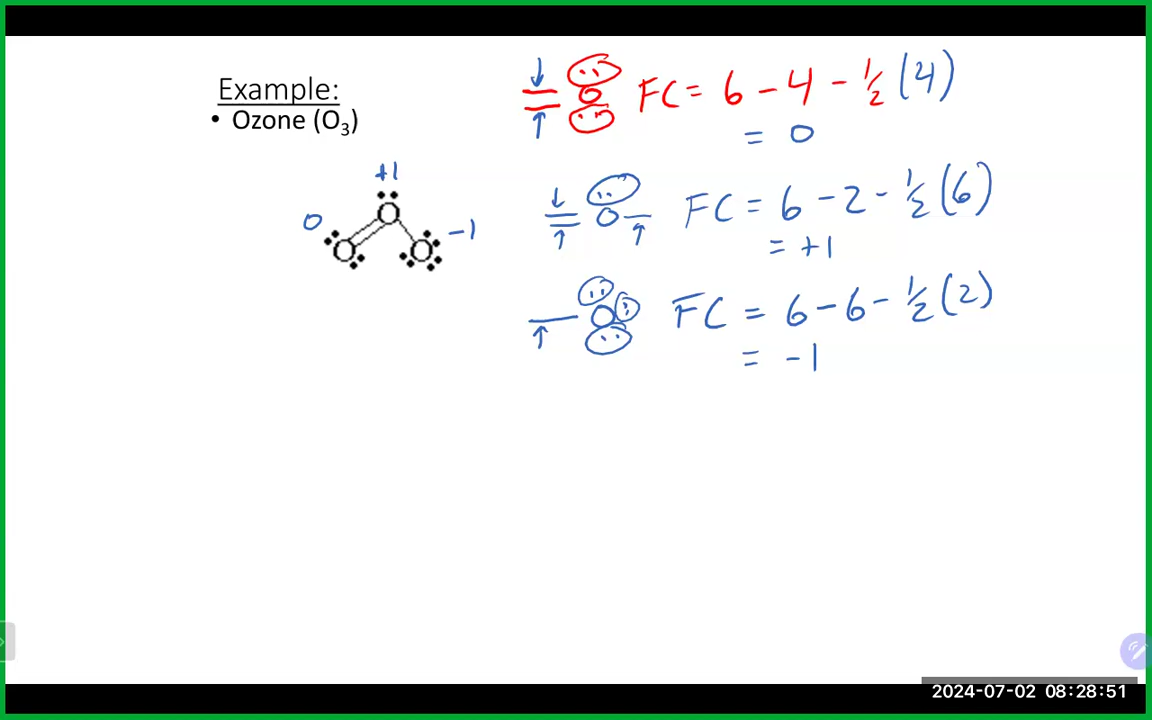 Example:
• Ozone (O₃)
FC = 6 - 4 - ½ (4)
= 0
+1
0
-1
O
O
O
O
FC = 6 - 2 - ½ (6)
= +1
O
FC = 6 - 6 - ½ (2)
= -1
O
2024-07-02 08:28:51